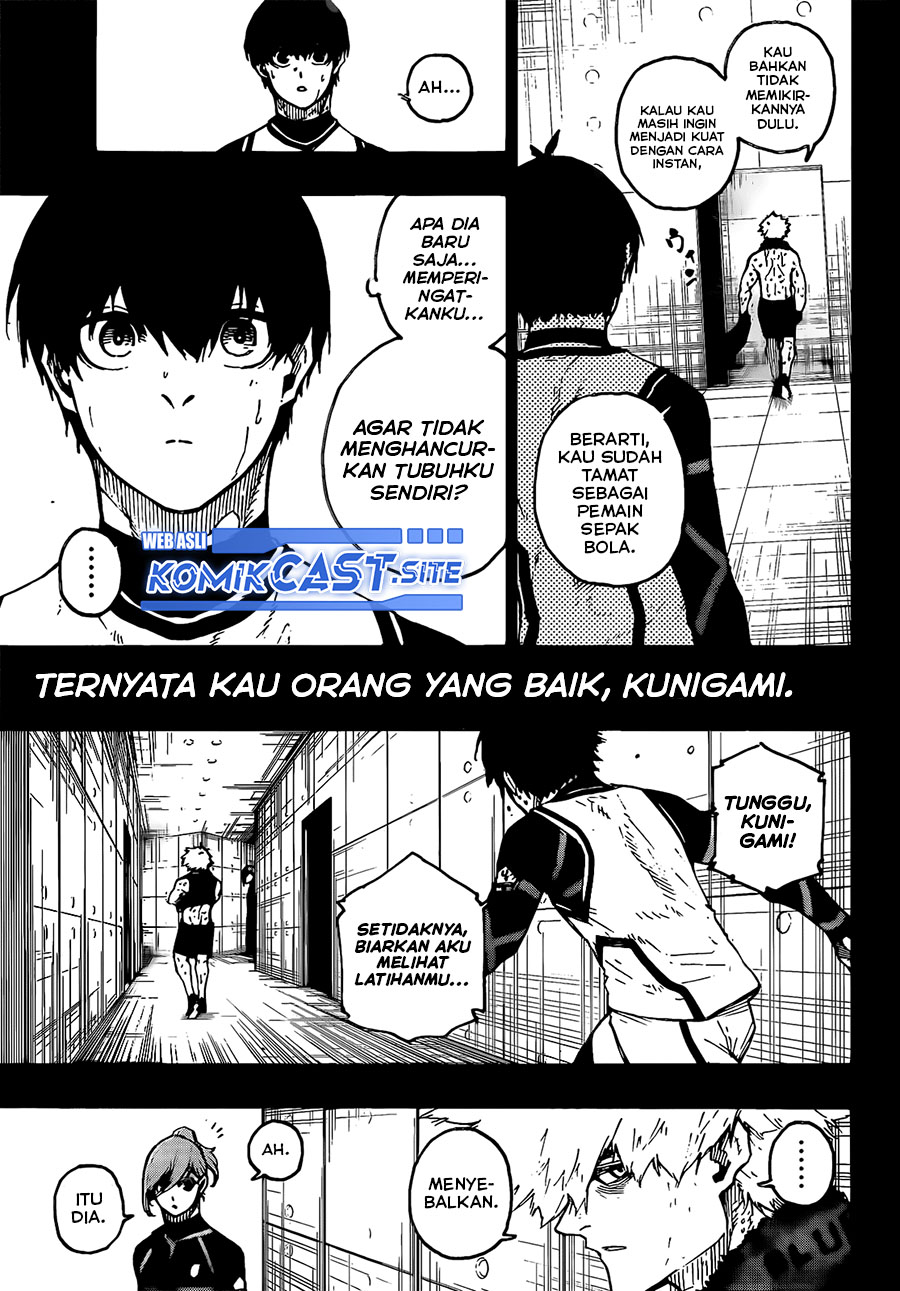 KAU
BAHKAN
TIDAK
MEMIKIR-
KANNYA
DULU.
KALAU KAU
MASIH INGIN
MENJADI KUAT
DENGAN CARA
INSTAN,
BERARTI,
KAU SUDAH
TAMAT
SEBAGAI
PEMAIN
SEPAK
BOLA.
AH...
APA DIA
BARU
SAJA...
MEMPERI-
NGAT-
KANKU...
AGAR TIDAK
MENGHANCUR-
KAN TUBUHKU
SENDIRI?
......
WEB ASLI
KOMIKCAST.SITE
TERNYATA KAU ORANG YANG BAIK, KUNIGAMI.
TUNGGU,
KUNI-
GAMI!
SETIDAKNYA,
BIARKAN AKU
MELIHAT
LATIHANMU...
......
MENYE-
BALKAN.
AH.
ITU
DIA.